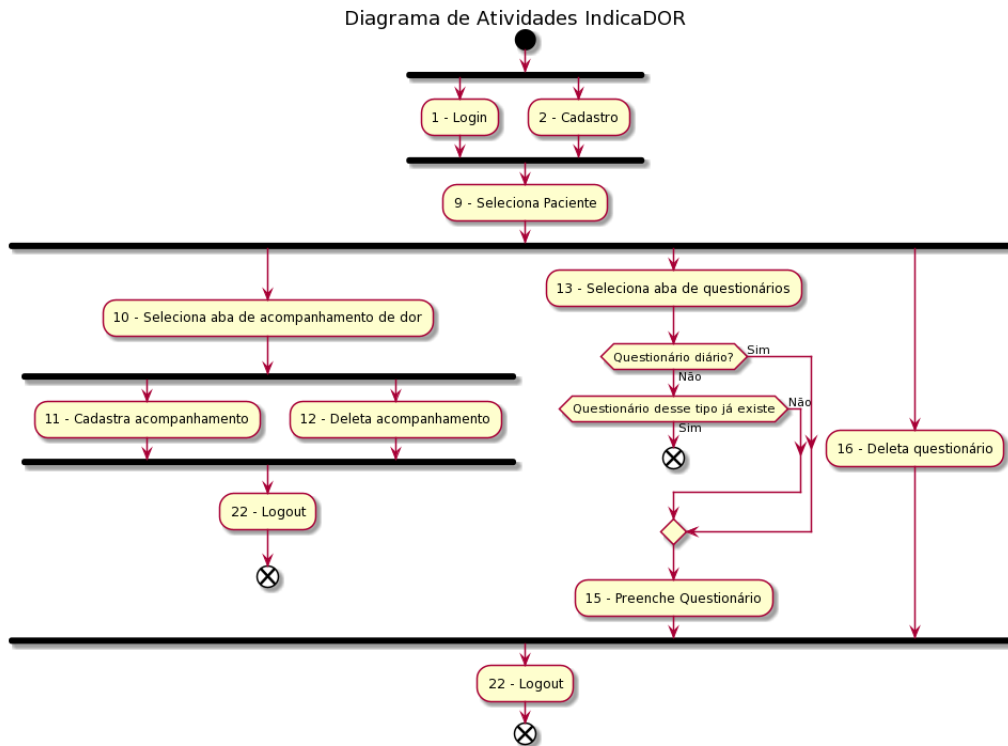 Diagrama de Atividades IndicaDOR
1 - Login
2 - Cadastro
9 - Seleciona Paciente
10 - Seleciona aba de acompanhamento de dor
11 - Cadastra acompanhamento
12 - Deleta acompanhamento
22 - Logout
13 - Seleciona aba de questionários
Questionário diário?
Sim
Não
Questionário desse tipo já existe
Não
Sim
15 - Preenche Questionário
16 - Deleta questionário
22 - Logout